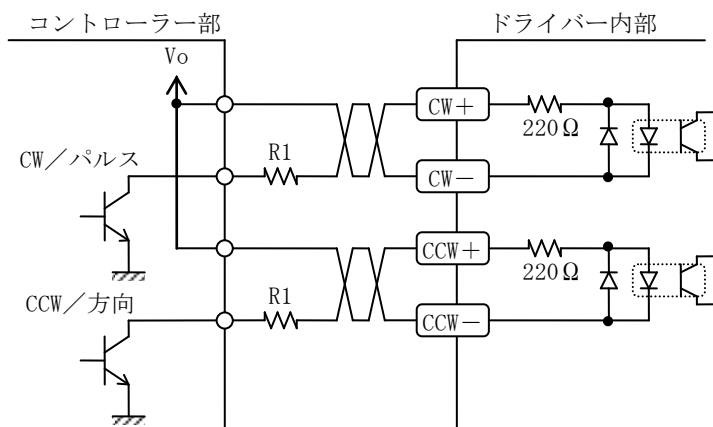 コントローラー部
ドライバー内部
Vo
CW+
220Ω
CW/パルス
R1
CW-
CCW+
220Ω
CCW/方向
R1
CCW-